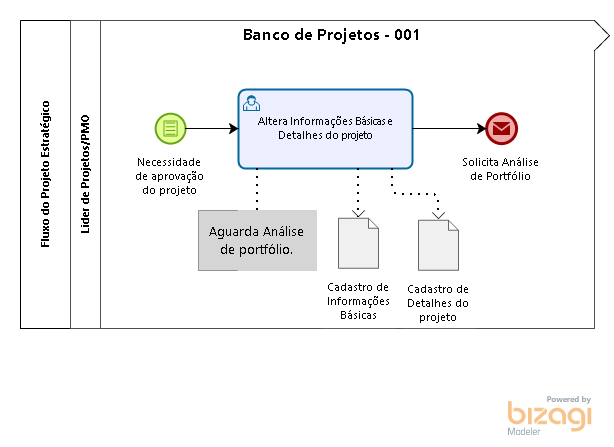 Banco de Projetos - 001
Fluxo do Projeto Estratégico
Líder de Projetos/PMO
Altera Informações Básicas e
Detalhes do projeto
Necessidade
de aprovação
do projeto
Solicita Análise
de Portfólio
Aguarda Análise
de portfólio.
Cadastro de
Informações
Básicas
Cadastro de
Detalhes do
projeto
Powered by
bizagi
Modeler